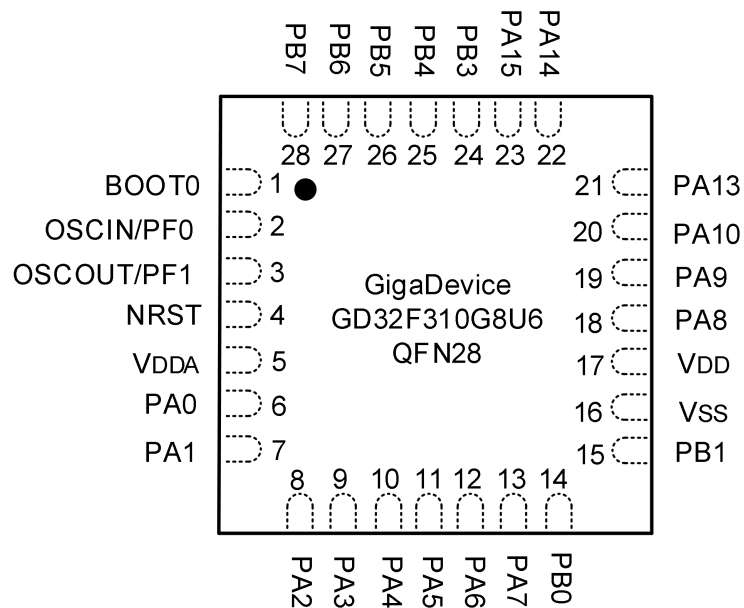 PB7 PB6 PB5 PB4 PB3 PA15 PA14
28 27 26 25 24 23 22
BOOT0 1
OSCIN/PF0 2
OSCOUT/PF1 3
NRST 4
VDDA 5
PA0 6
PA1 7
GigaDevice
GD32F310G8U6
QFN28
21 PA13
20 PA10
19 PA9
18 PA8
17 VDD
16 VSS
15 PB1
8 9 10 11 12 13 14
PA2 PA3 PA4 PA5 PA6 PA7 PB0